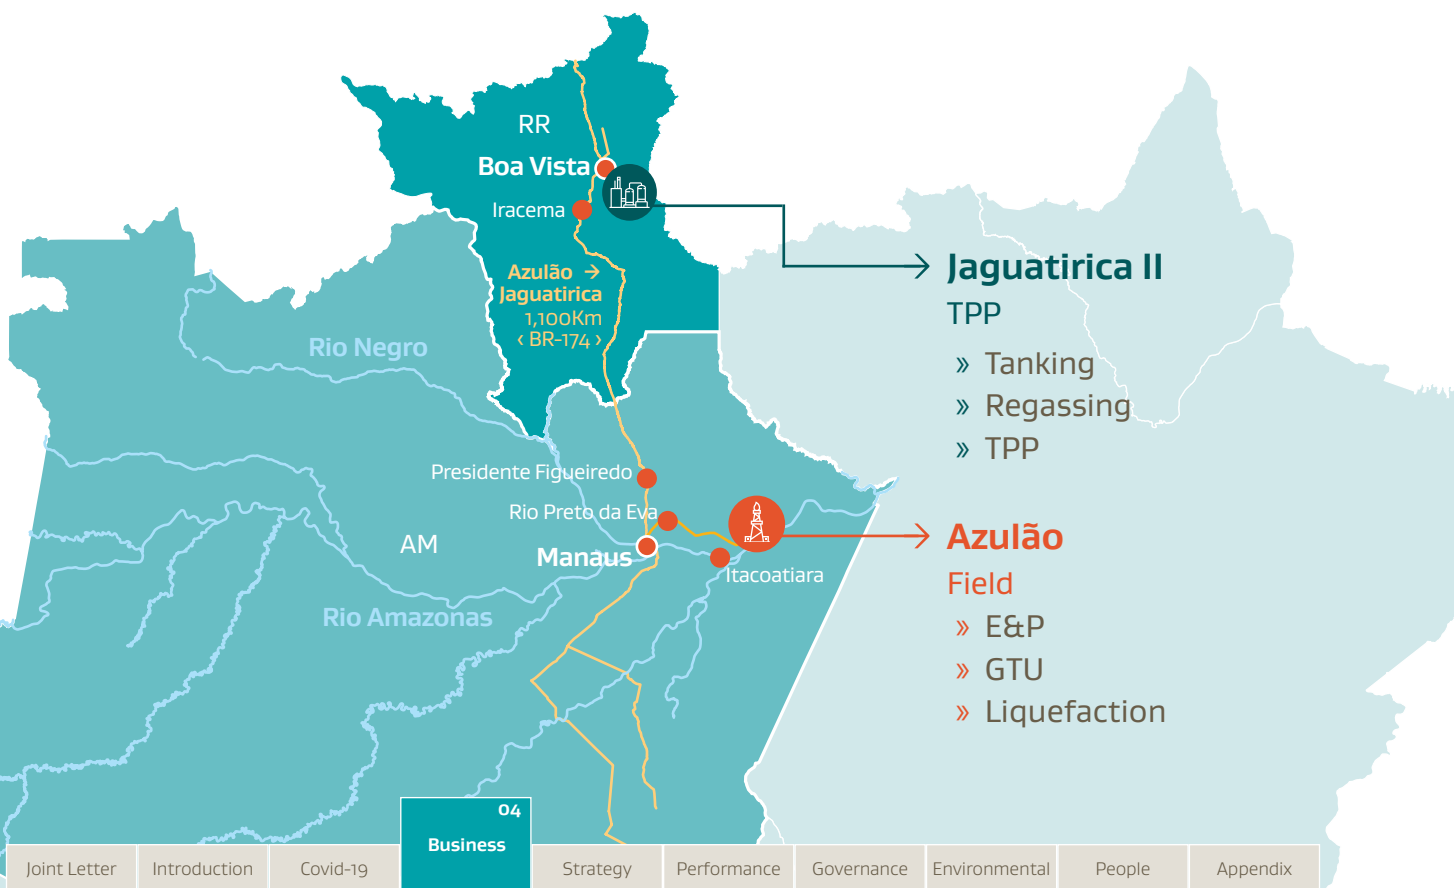 RR
Boa Vista
Iracema
Azulão →
Jaguatirica
1,100Km
‹ BR-174 ›
Rio Negro
Presidente Figueiredo
Rio Preto da Eva
AM
Manaus
Itacoatiara
Rio Amazonas
Jaguatirica II
TPP
» Tanking
» Regassing
» TPP
Azulão
Field
» E&P
» GTU
» Liquefaction
Joint Letter
Introduction
Covid-19
04
Business
Strategy
Performance
Governance
Environmental
People
Appendix